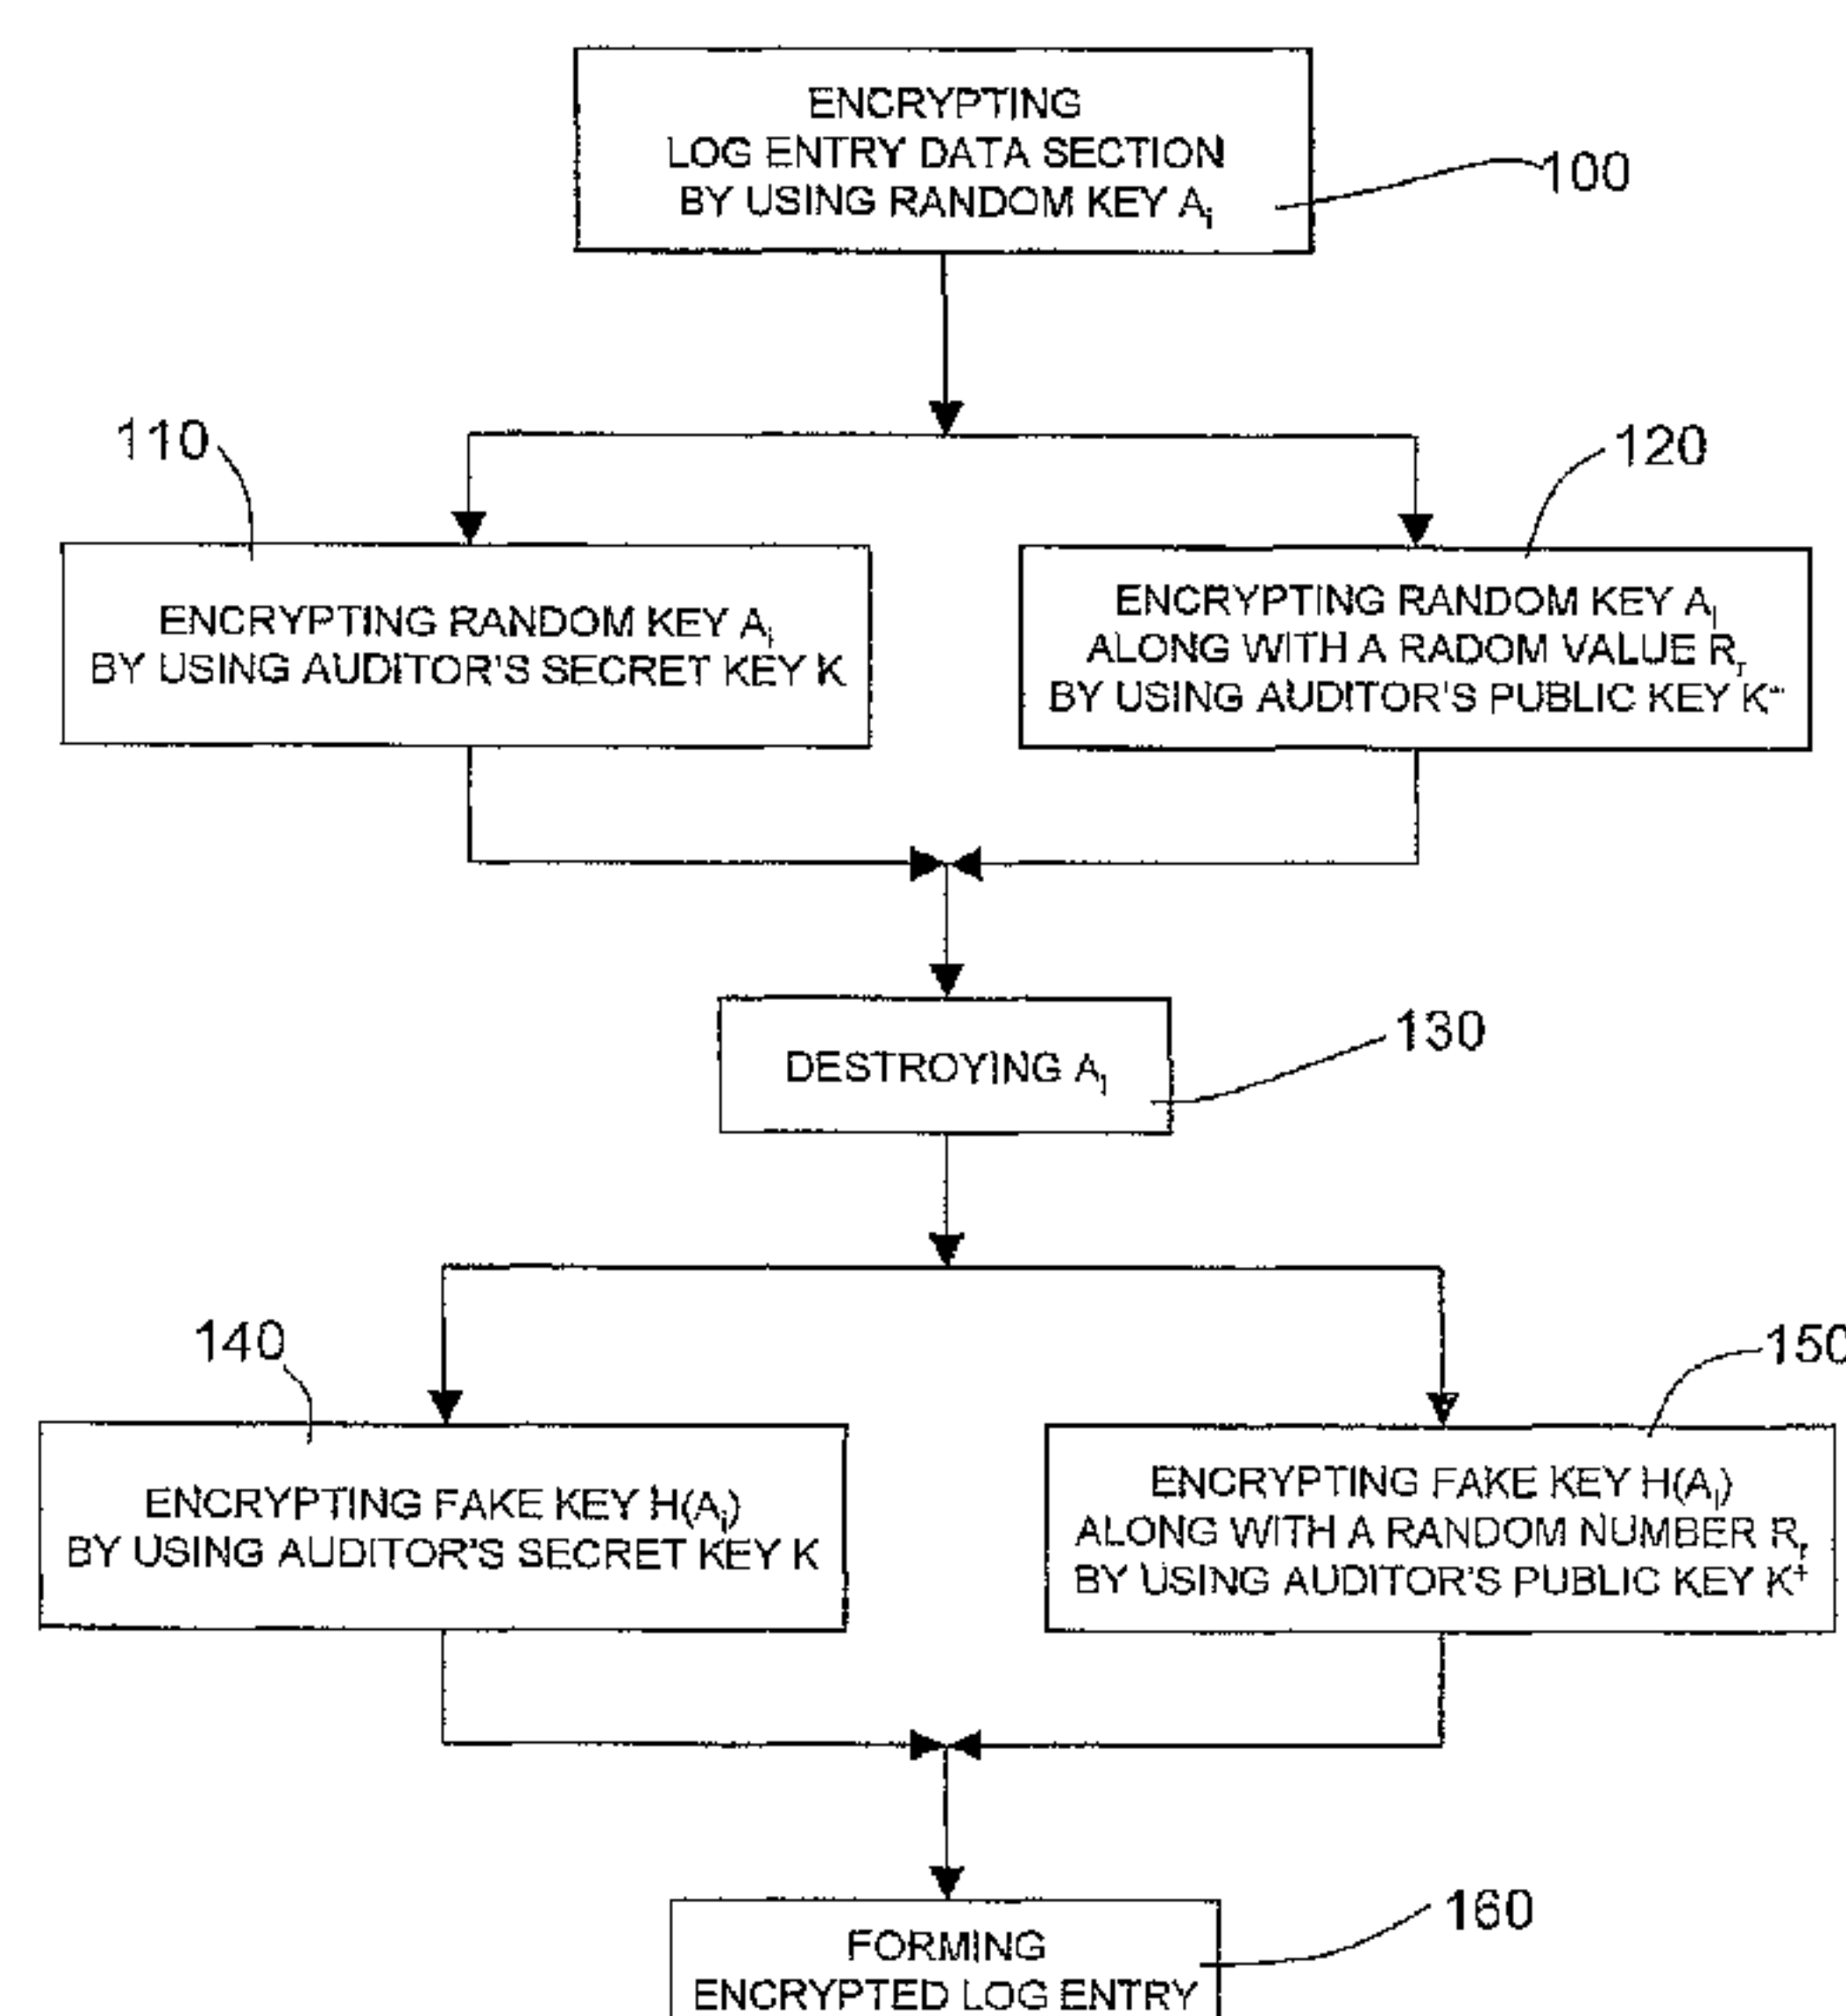 ENCRYPTING
LOG ENTRY DATA SECTION
BY USING RANDOM KEY Aᵢ
100
110
120
ENCRYPTING RANDOM KEY Aᵢ
BY USING AUDITOR'S SECRET KEY K
ENCRYPTING RANDOM KEY Aᵢ
ALONG WITH A RADOM VALUE Rᵣ
BY USING AUDITOR'S PUBLIC KEY K⁺
DESTROYING Aᵢ
130
140
150
ENCRYPTING FAKE KEY H(Aᵢ)
BY USING AUDITOR'S SECRET KEY K
ENCRYPTING FAKE KEY H(Aᵢ)
ALONG WITH A RANDOM NUMBER Rᵣ
BY USING AUDITOR'S PUBLIC KEY K⁺
160
FORMING
ENCRYPTED LOG ENTRY